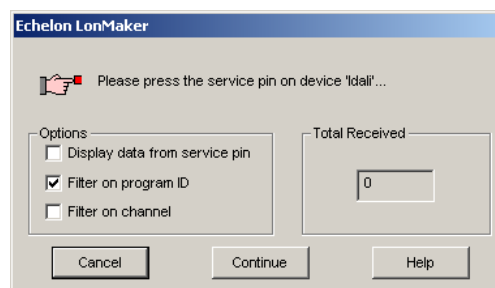 Echelon LonMaker
Please press the service pin on device 'Idali'...
Options
Display data from service pin
Filter on program ID
Filter on channel
Total Received
0
Cancel Continue Help